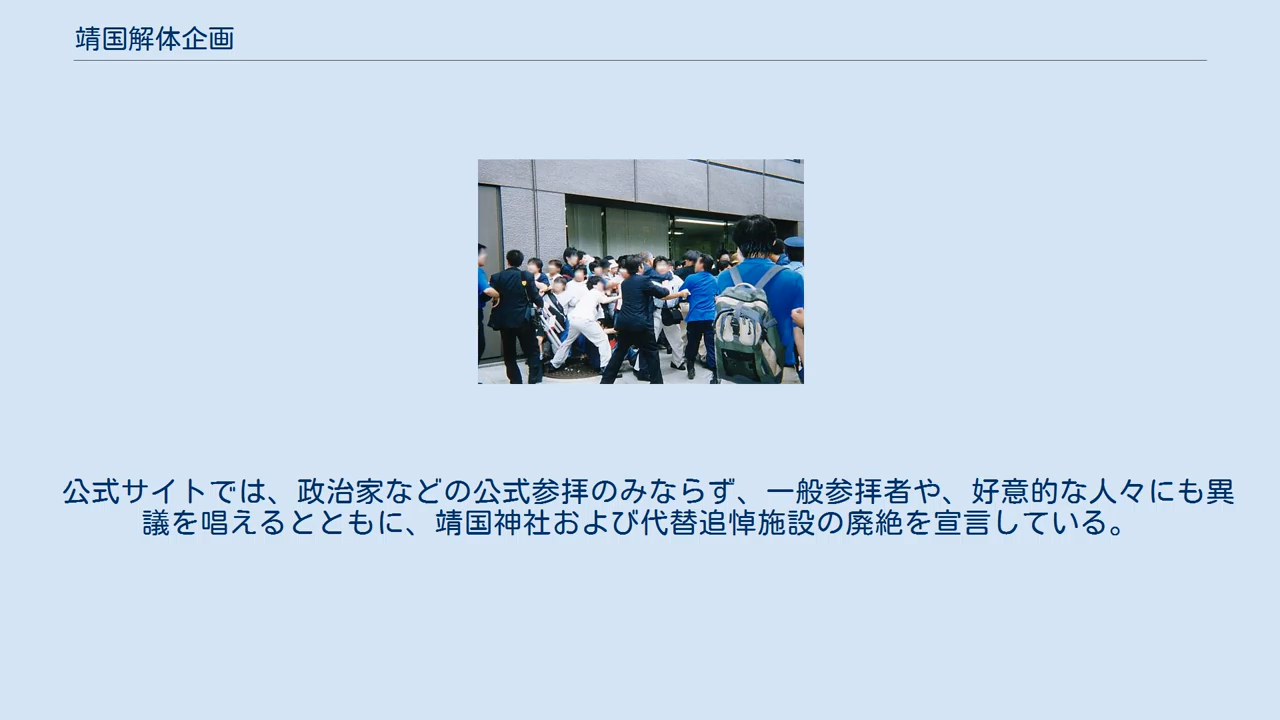 靖国解体企画
公式サイトでは、政治家などの公式参拝のみならず、一般参拝者や、好意的な人々にも異
議を唱えるとともに、靖国神社および代替追悼施設の廃絶を宣言している。